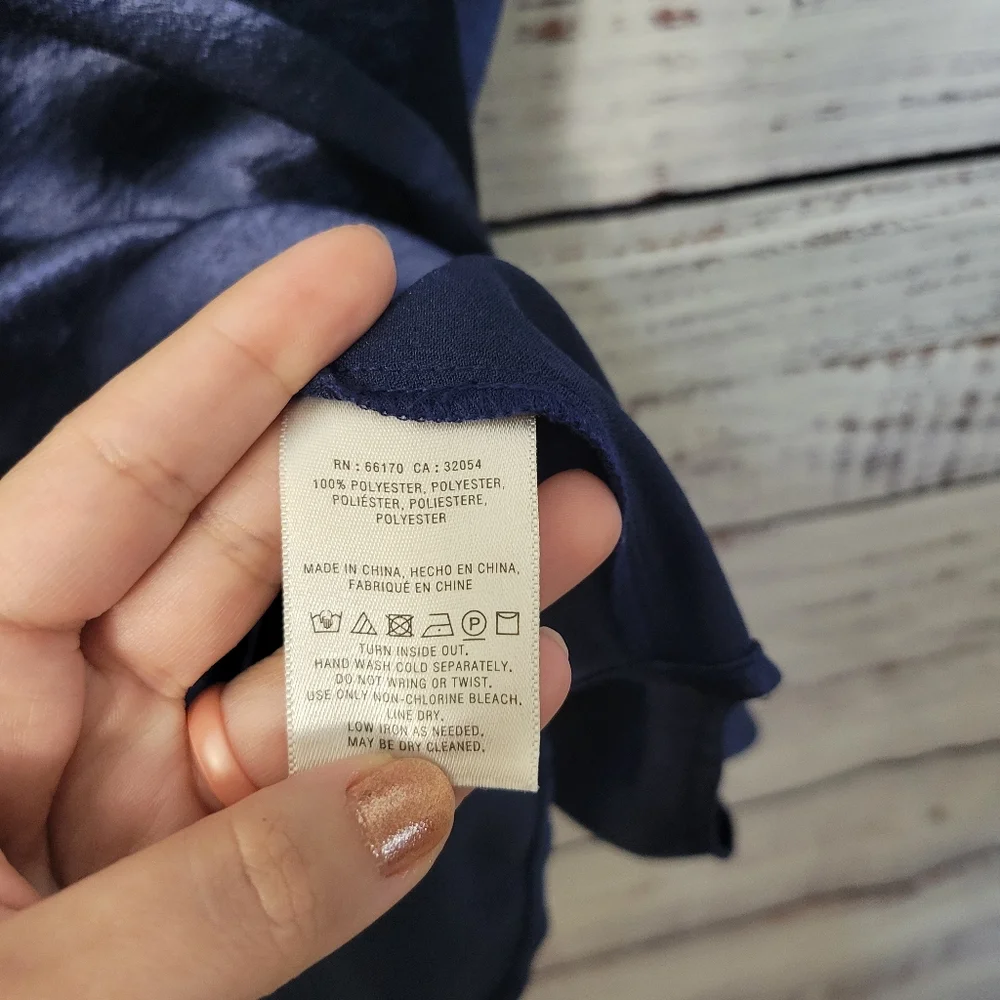 RN : 66170 CA : 32054
100% POLYESTER, POLYESTER,
POLIÉSTER, POLIESTERE,
POLYESTER
MADE IN CHINA, HECHO EN CHINA,
FABRIQUÉ EN CHINE
P
TURN INSIDE OUT.
HAND WASH COLD SEPARATELY.
DO NOT WRING OR TWIST.
USE ONLY NON-CHLORINE BLEACH.
LINE DRY.
LOW IRON AS NEEDED.
MAY BE DRY CLEANED.